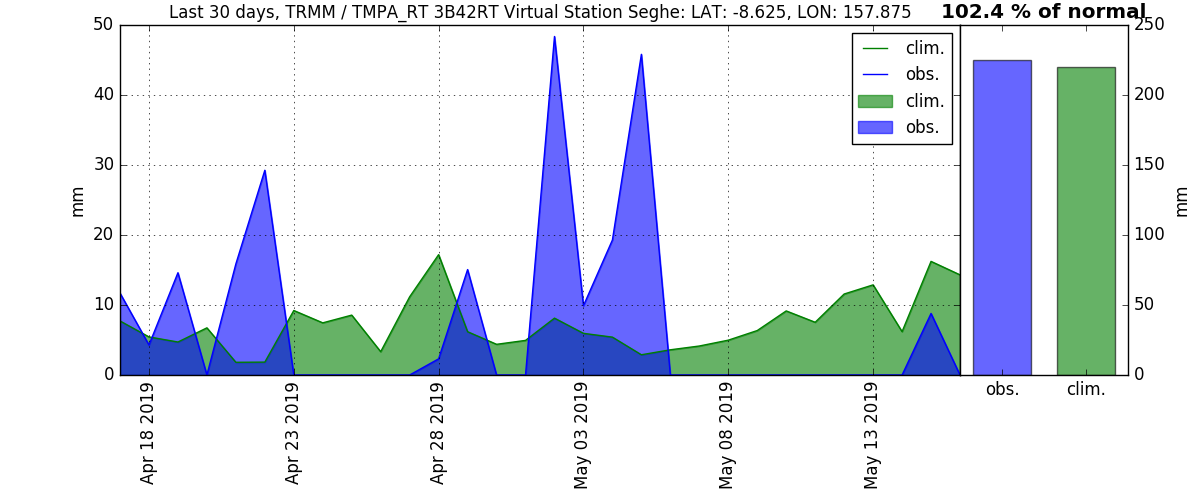 Last 30 days, TRMM / TMPA_RT 3B42RT Virtual Station Seghe: LAT: -8.625, LON: 157.875
102.4 % of normal
50
40
30
20
10
0
mm
clim.
obs.
clim.
obs.
250
200
150
100
50
0
mm
Apr 18 2019
Apr 23 2019
Apr 28 2019
May 03 2019
May 08 2019
May 13 2019
obs.
clim.